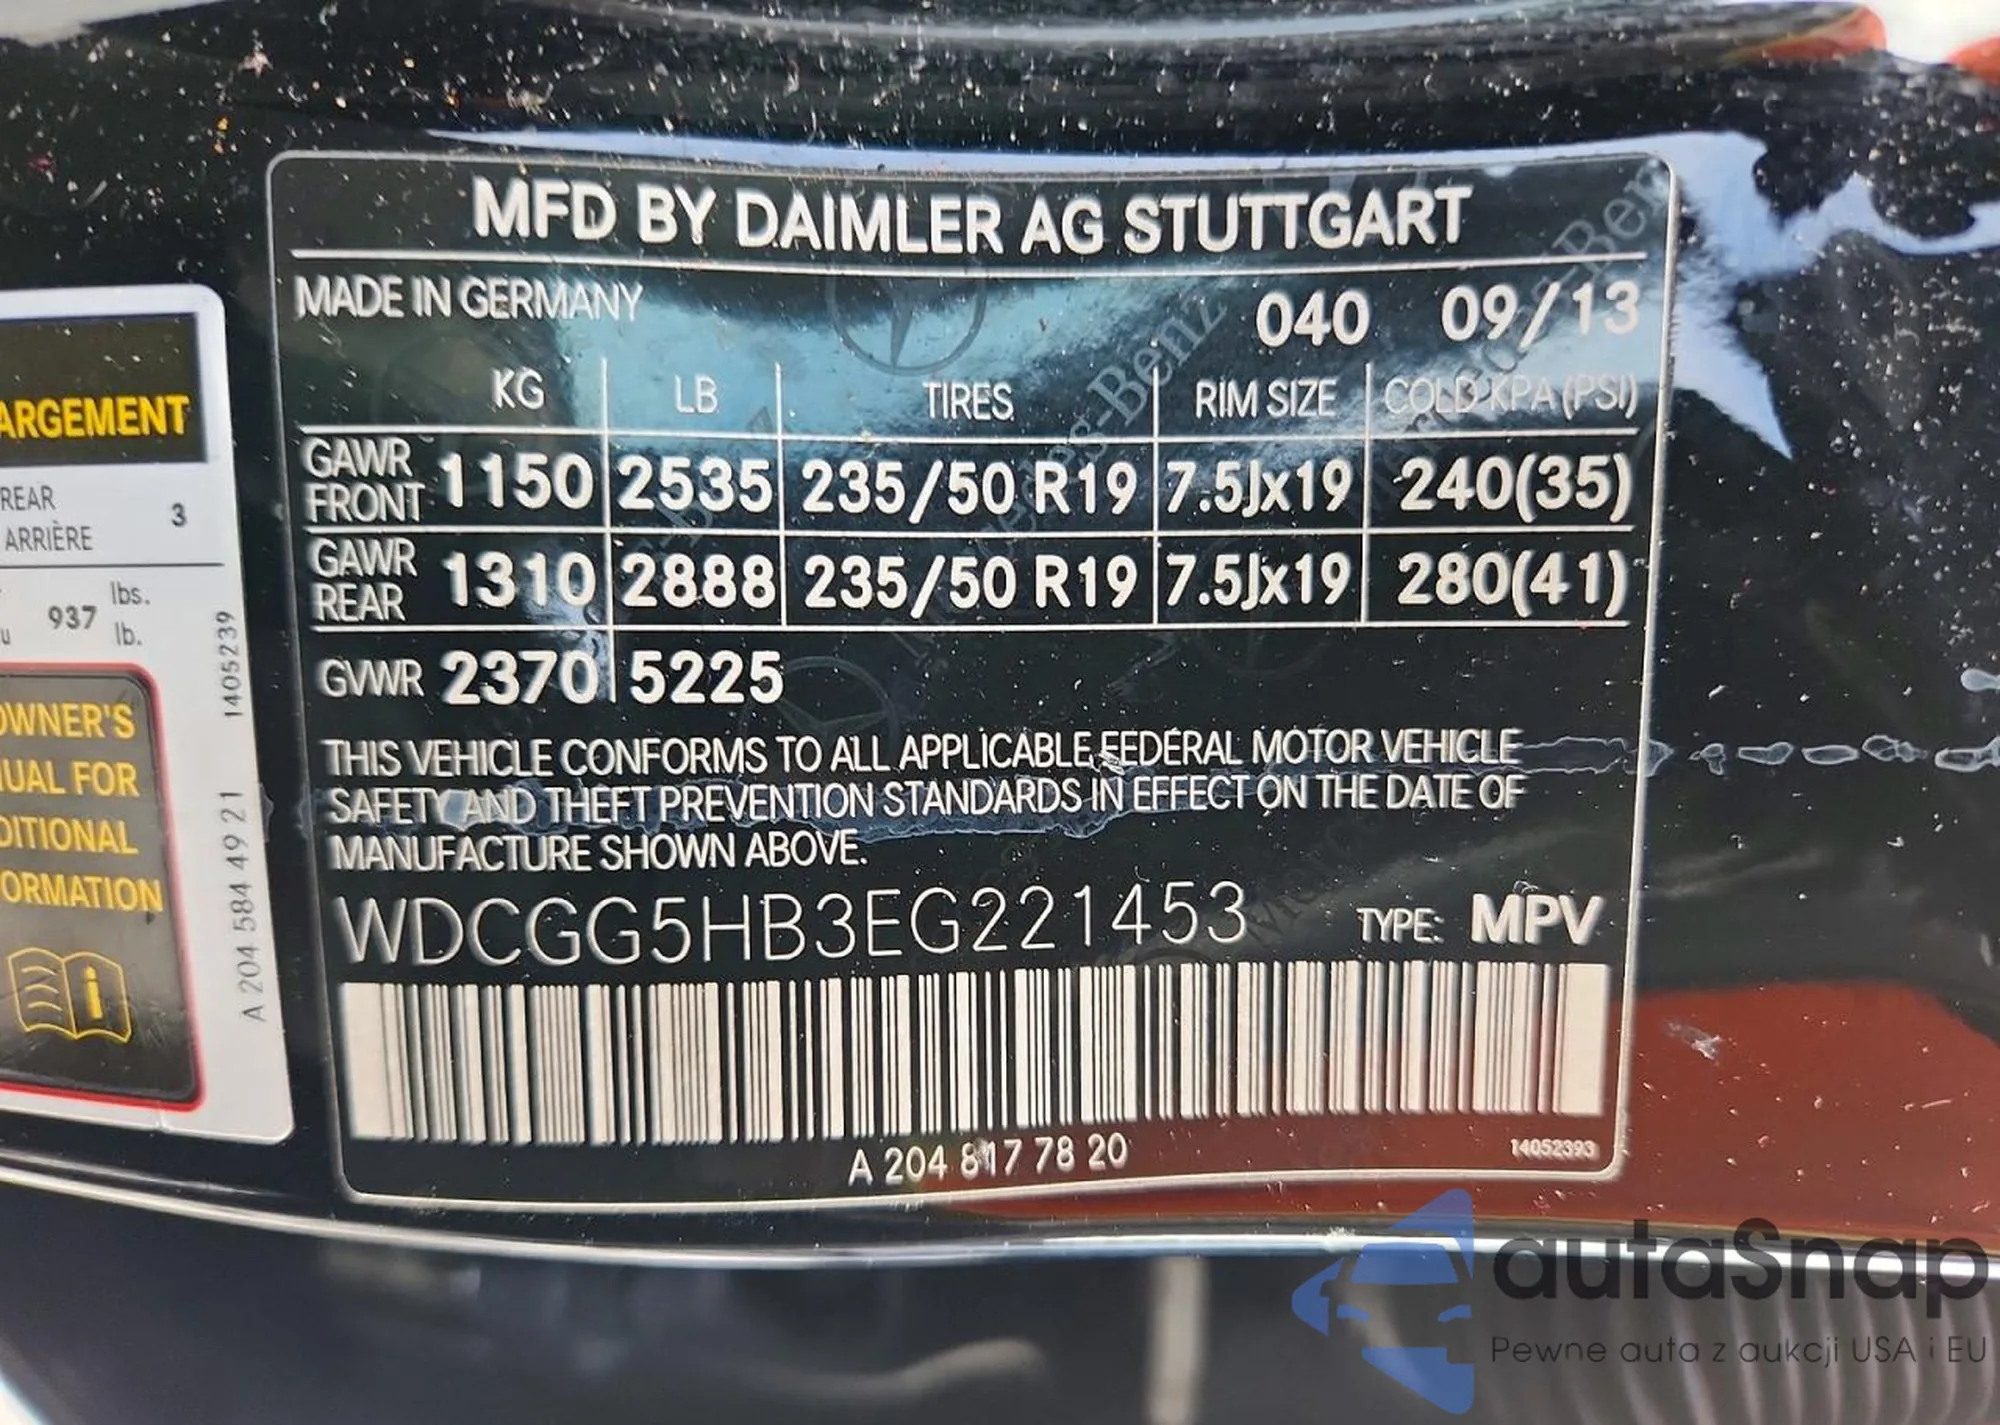 MFD BY DAIMLER AG STUTTGART
MADE IN GERMANY 040 09/13
KG LB TIRES RIM SIZE COLD KPA (PSI)
GAWR FRONT 1150 2535 235/50 R19 7.5Jx19 240(35)
GAWR REAR 1310 2888 235/50 R19 7.5Jx19 280(41)
GVWR 2370 5225
THIS VEHICLE CONFORMS TO ALL APPLICABLE FEDERAL MOTOR VEHICLE
SAFETY AND THEFT PREVENTION STANDARDS IN EFFECT ON THE DATE OF
MANUFACTURE SHOWN ABOVE.
WDCGG5HB3EG221453 TYPE: MPV
A 204 817 78 20 14052393
ARGEMENT
REAR
ARRIÈRE 3
937 lbs.
lb.
OWNER'S
UAL FOR
DITIONAL
ORMATION
A 204 584 49 21 1405239
Mercedes-Benz
autoSnap
Pewne auta z aukcji USA i EU